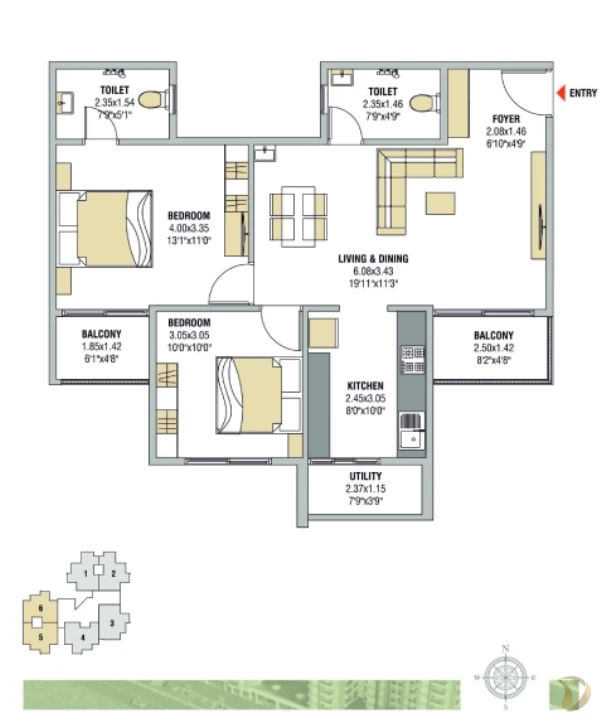 TOILET
2.35x1.54
7'9"x5'1"
TOILET
2.35x1.46
7'9"x4'9"
FOYER
2.08x1.46
6'10"x4'9"
ENTRY
BEDROOM
4.00x3.35
13'1"x11'0"
LIVING & DINING
6.08x3.43
19'11"x11'3"
BALCONY
1.85x1.42
6'1"x4'8"
BEDROOM
3.05x3.05
10'0"x10'0"
KITCHEN
2.45x3.05
8'0"x10'0"
BALCONY
2.50x1.42
8'2"x4'8"
UTILITY
2.37x1.15
7'9"x3'9"
1 2
6
5
4
3
N
W E
S